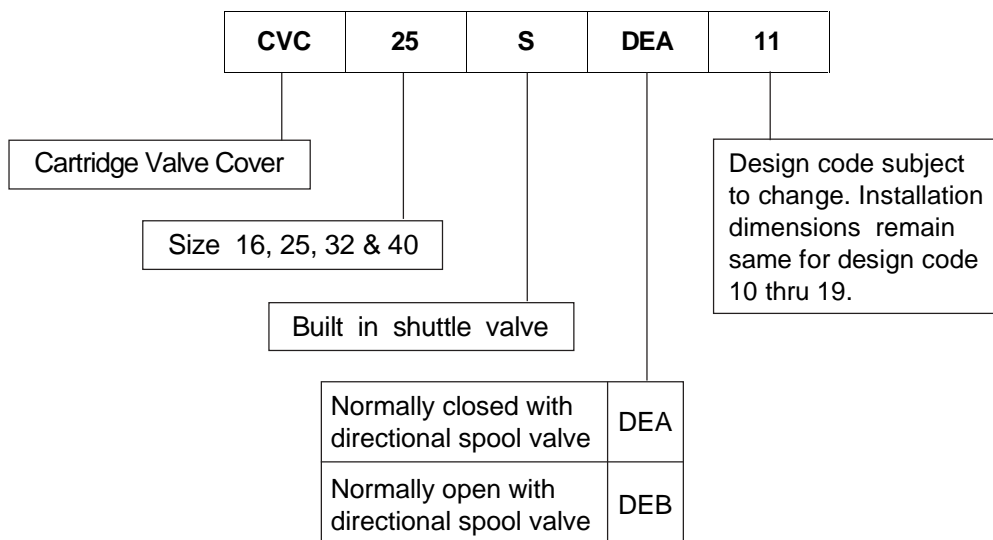 CVC 25 S DEA 11
Cartridge Valve Cover
Design code subject
to change. Installation
dimensions remain
same for design code
10 thru 19.
Size 16, 25, 32 & 40
Built in shuttle valve
Normally closed with
directional spool valve
DEA
Normally open with
directional spool valve
DEB